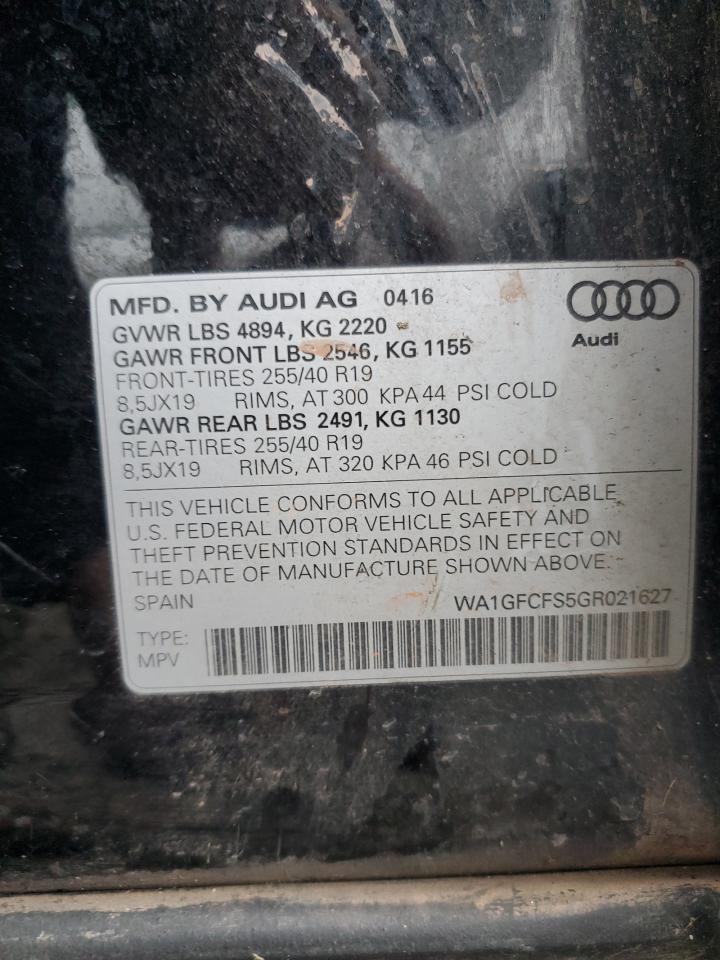 MFD. BY AUDI AG 0416
GVWR LBS 4894, KG 2220
GAWR FRONT LBS 2546, KG 1155
Audi
FRONT-TIRES 255/40 R19
8,5JX19 RIMS, AT 300 KPA 44 PSI COLD
GAWR REAR LBS 2491, KG 1130
REAR-TIRES 255/40 R19
8,5JX19 RIMS, AT 320 KPA 46 PSI COLD
THIS VEHICLE CONFORMS TO ALL APPLICABLE
U.S. FEDERAL MOTOR VEHICLE SAFETY AND
THEFT PREVENTION STANDARDS IN EFFECT ON
THE DATE OF MANUFACTURE SHOWN ABOVE.
SPAIN WA1GFCFS5GR021627
TYPE:
MPV